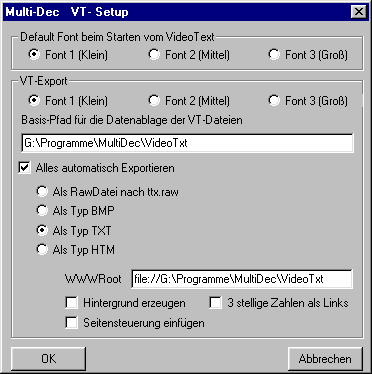 Multi-Dec VT- Setup
Default Font beim Starten vom VideoText
Font 1 (Klein) Font 2 (Mittel) Font 3 (Groß)
VT-Export
Font 1 (Klein) Font 2 (Mittel) Font 3 (Groß)
Basis-Pfad für die Datenablage der VT-Dateien
G:\Programme\MultiDec\VideoTxt
Alles automatisch Exportieren
Als RawDatei nach ttx.raw
Als Typ BMP
Als Typ TXT
Als Typ HTM
WWWRoot file://G:\Programme\MultiDec\VideoTxt
Hintergrund erzeugen 3 stellige Zahlen als Links
Seitensteuerung einfügen
OK Abbrechen